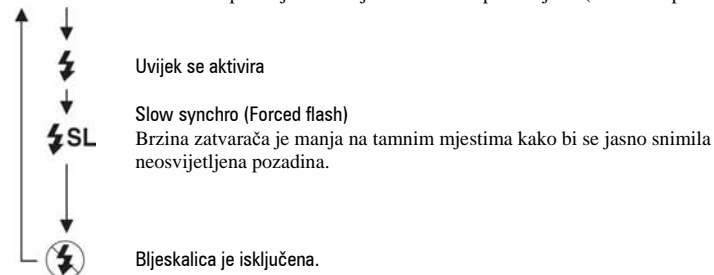 Uvijek se aktivira
Slow synchro (Forced flash)
SL
Brzina zatvarača je manja na tamnim mjestima kako bi se jasno snimila
neosvijetljena pozadina.
Bljeskalica je isključena.